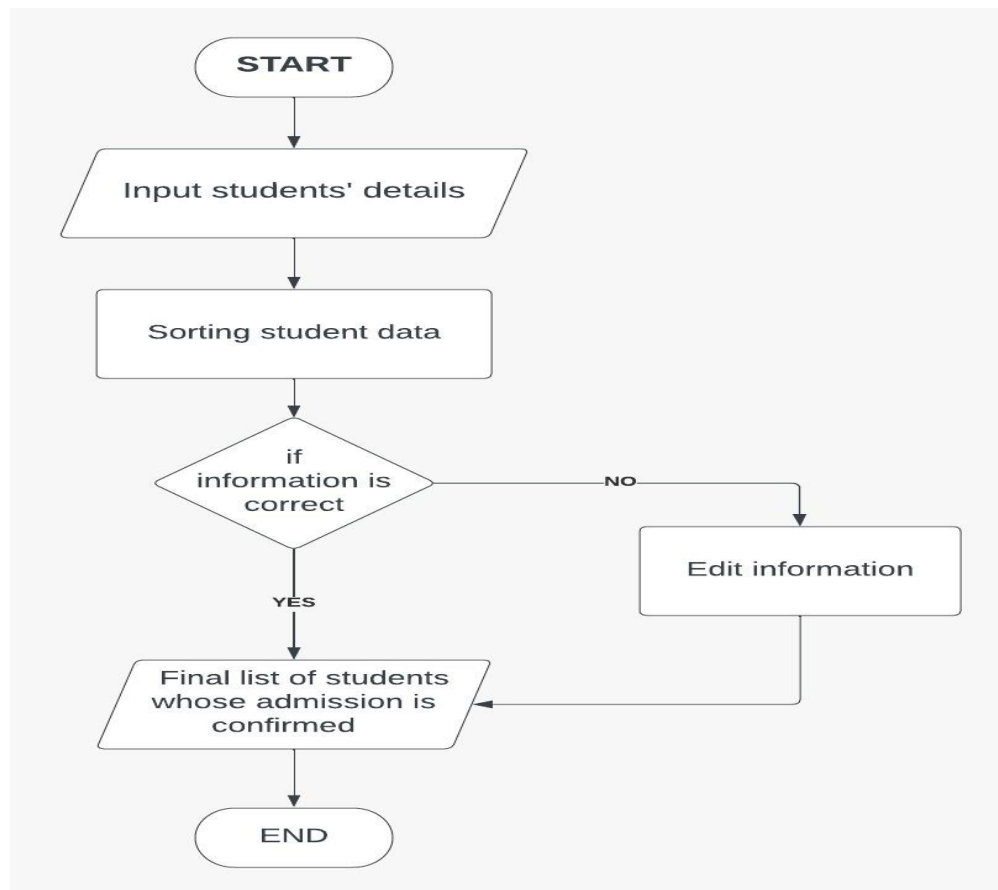 START
Input students' details
Sorting student data
if
information is
correct
NO
Edit information
YES
Final list of students
whose admission is
confirmed
END